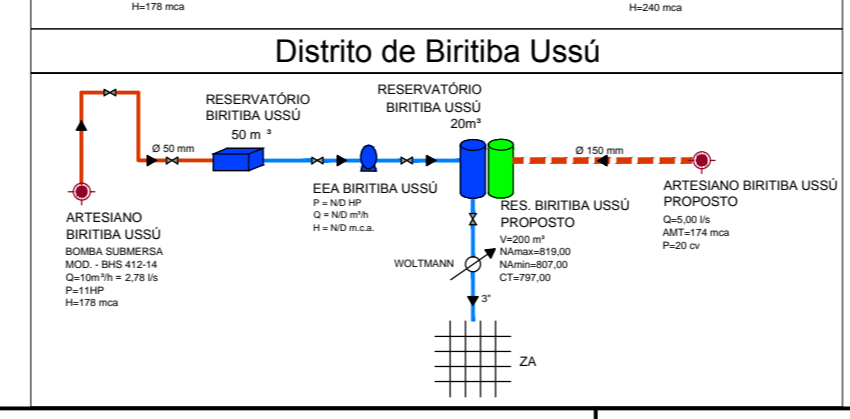 H=178 mca
H=240 mca
Distrito de Biritiba Ussú
RESERVATÓRIO
BIRITIBA USSÚ
50 m ³
RESERVATÓRIO
BIRITIBA USSÚ
20m³
Ø 50 mm
Ø 150 mm
ARTESIANO
BIRITIBA USSÚ
BOMBA SUBMERSA
MOD. - BHS 412-14
Q=10m³/h = 2,78 l/s
P=11HP
H=178 mca
EEA BIRITIBA USSÚ
P = N/D HP
Q = N/D m³/h
H = N/D m.c.a.
RES. BIRITIBA USSÚ
PROPOSTO
V=200 m³
NAmax=819,00
NAmin=807,00
CT=797,00
ARTESIANO BIRITIBA USSÚ
PROPOSTO
Q=5,00 l/s
AMT=174 mca
P=20 cv
WOLTMANN
3"
ZA